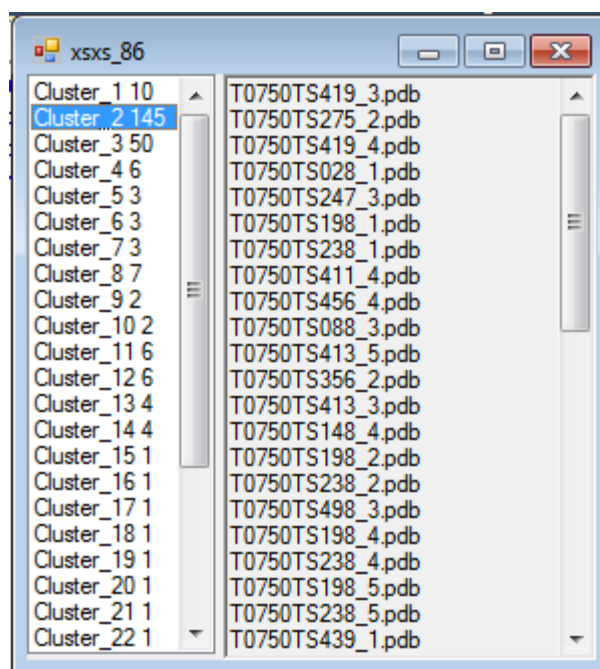 xsxs_86
Cluster_1 10
Cluster_2 145
Cluster_3 50
Cluster_4 6
Cluster_5 3
Cluster_6 3
Cluster_7 3
Cluster_8 7
Cluster_9 2
Cluster_10 2
Cluster_11 6
Cluster_12 6
Cluster_13 4
Cluster_14 4
Cluster_15 1
Cluster_16 1
Cluster_17 1
Cluster_18 1
Cluster_19 1
Cluster_20 1
Cluster_21 1
Cluster_22 1
T0750TS419_3.pdb
T0750TS275_2.pdb
T0750TS419_4.pdb
T0750TS028_1.pdb
T0750TS247_3.pdb
T0750TS198_1.pdb
T0750TS238_1.pdb
T0750TS411_4.pdb
T0750TS456_4.pdb
T0750TS088_3.pdb
T0750TS413_5.pdb
T0750TS356_2.pdb
T0750TS413_3.pdb
T0750TS148_4.pdb
T0750TS198_2.pdb
T0750TS238_2.pdb
T0750TS498_3.pdb
T0750TS198_4.pdb
T0750TS238_4.pdb
T0750TS198_5.pdb
T0750TS238_5.pdb
T0750TS439_1.pdb